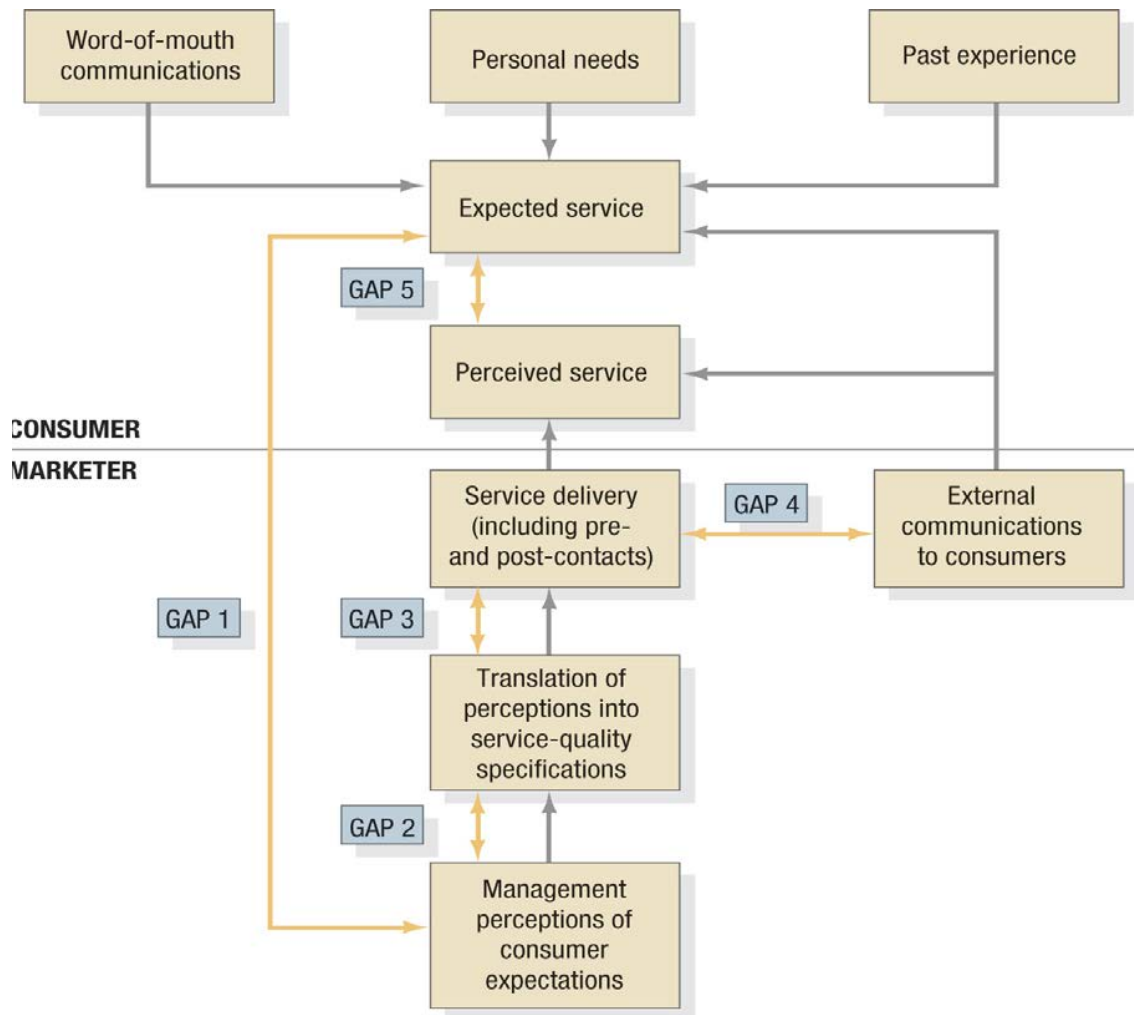 Word-of-mouth
communications
Personal needs
Past experience
Expected service
GAP 5
Perceived service
CONSUMER
MARKETER
Service delivery
(including pre-
and post-contacts)
GAP 4
External
communications
to consumers
GAP 1
GAP 3
Translation of
perceptions into
service-quality
specifications
GAP 2
Management
perceptions of
consumer
expectations